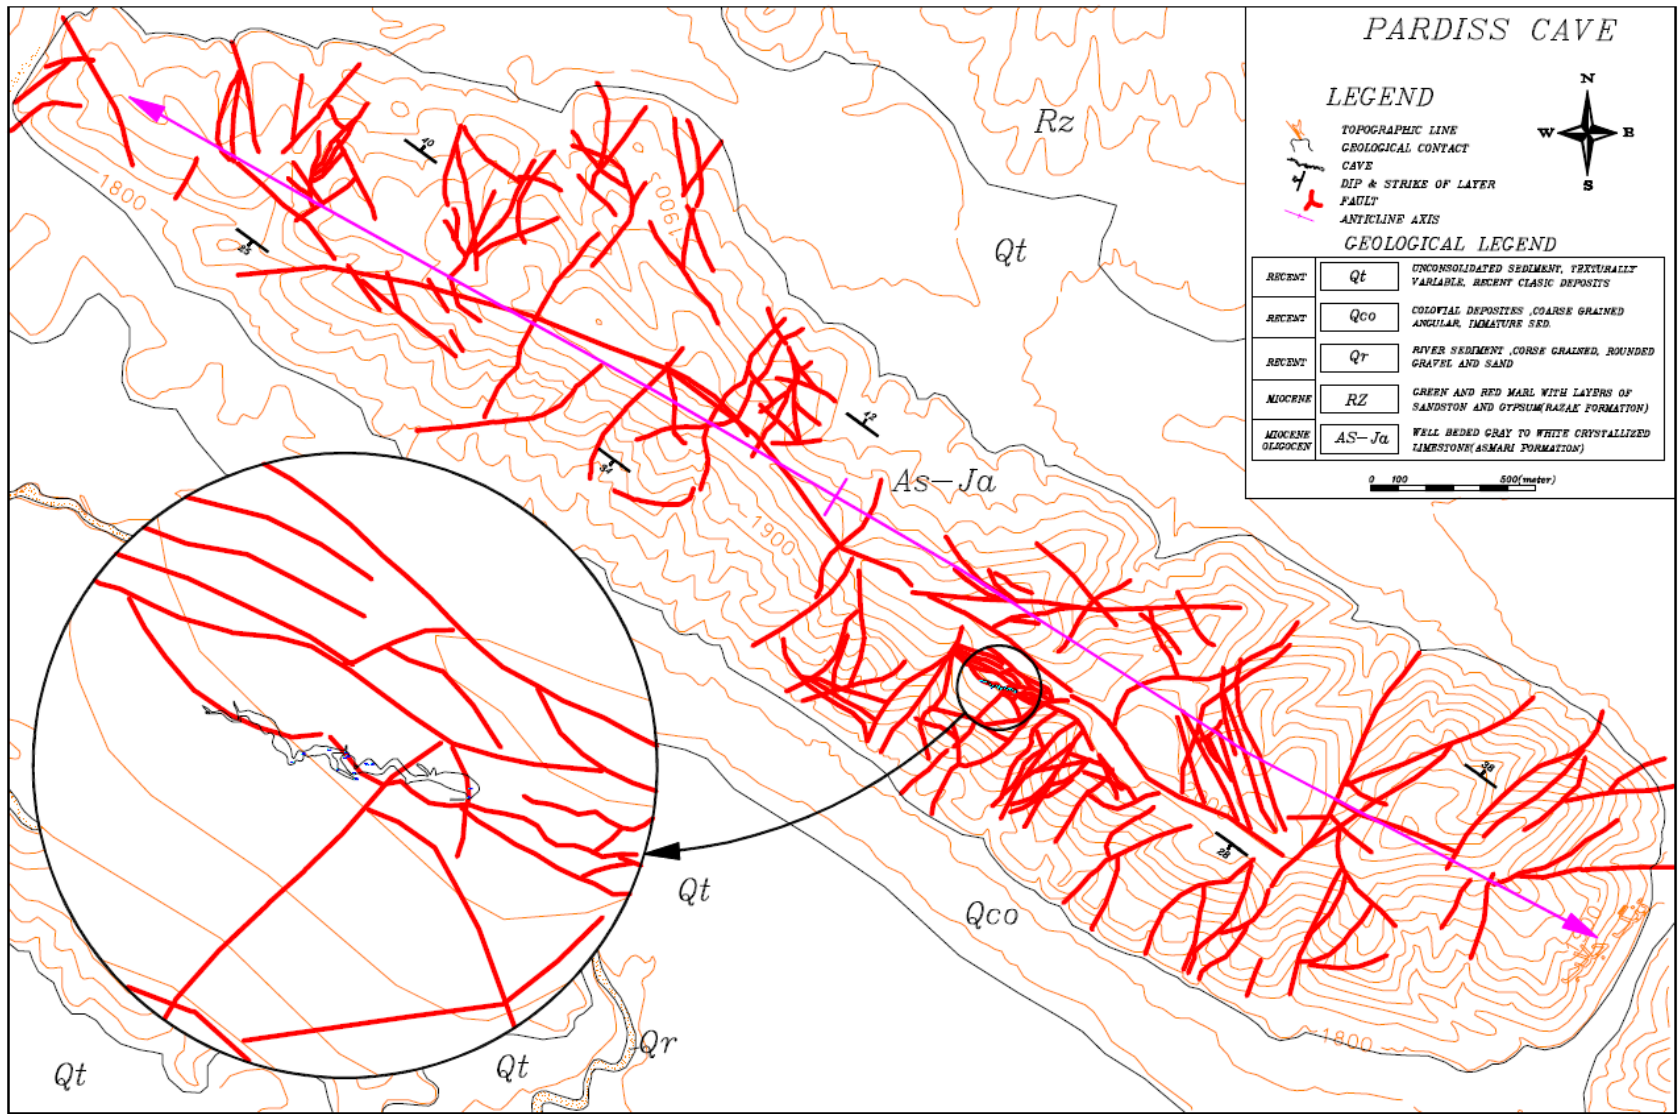 PARDISS CAVE
LEGEND
N
W E
S
TOPOGRAPHIC LINE
GEOLOGICAL CONTACT
CAVE
DIP & STRIKE OF LAYER
FAULT
ANTICLINE AXIS
GEOLOGICAL LEGEND
RECENT Qt UNCONSOLIDATED SEDIMENT, TEXTURALLY
VARIABLE, RECENT CLASIC DEPOSITS
RECENT Qco COLOVIAL DEPOSITES ,COARSE GRAINED
ANGULAR, IMMATURE SED.
RECENT Qr RIVER SEDIMENT ,CORSE GRAINED, ROUNDED
GRAVEL AND SAND
MIOCENE RZ GREEN AND RED MARL WITH LAYERS OF
SANDSTON AND GYPSUM(RAZAK FORMATION)
MIOCENE
OLIGOCEN AS-Ja WELL BEDED GRAY TO WHITE CRYSTALLIZED
LIMESTONE(ASMARI FORMATION)
0 100 500(meter)
Rz
40
1800
1900
25
Qt
42
34
As-Ja
1900
38
28
Qt
Qco
1800
Qr
Qt
Qt